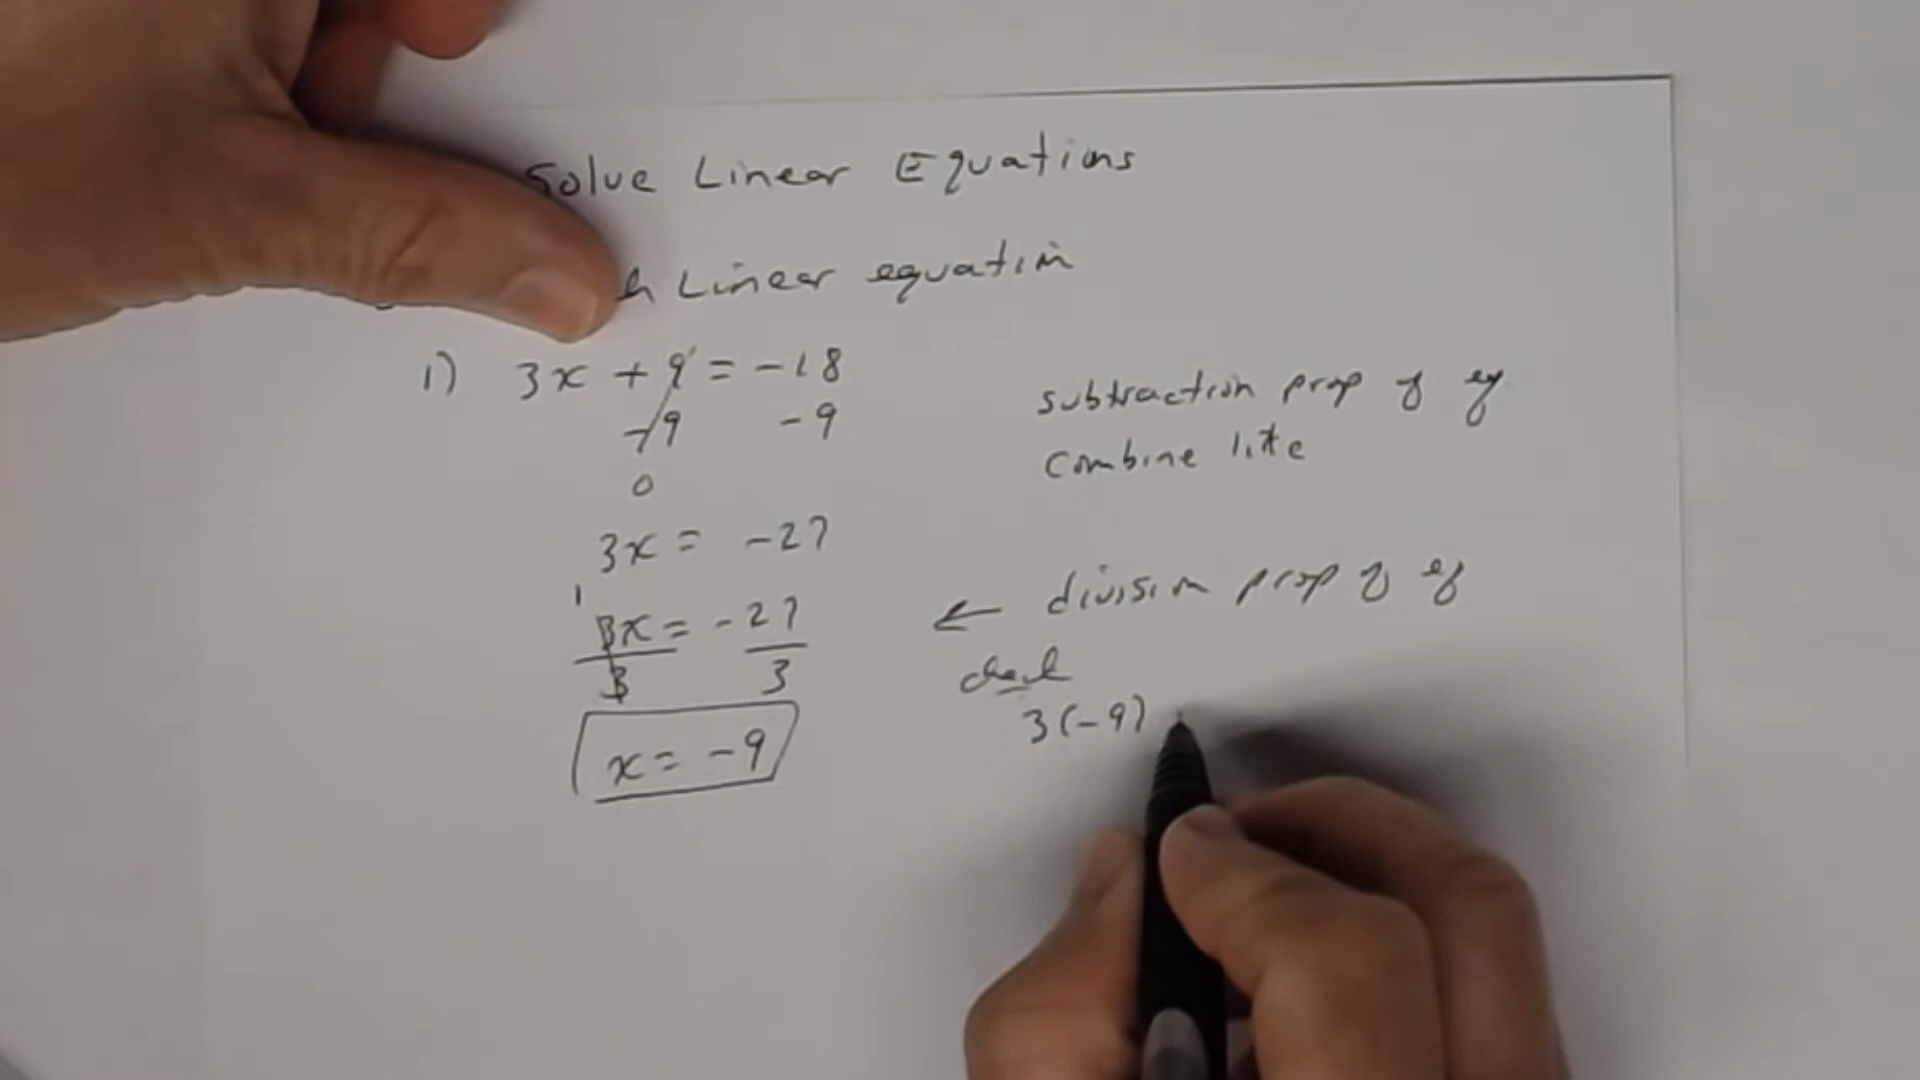 Solve Linear Equations
Linear equation
1) 3x + 9 = -18
-9 -9
0
subtraction prop of eq
combine like
3x = -27
1
3x = -27
3 3
← division prop of eq
x = -9
check
3(-9)